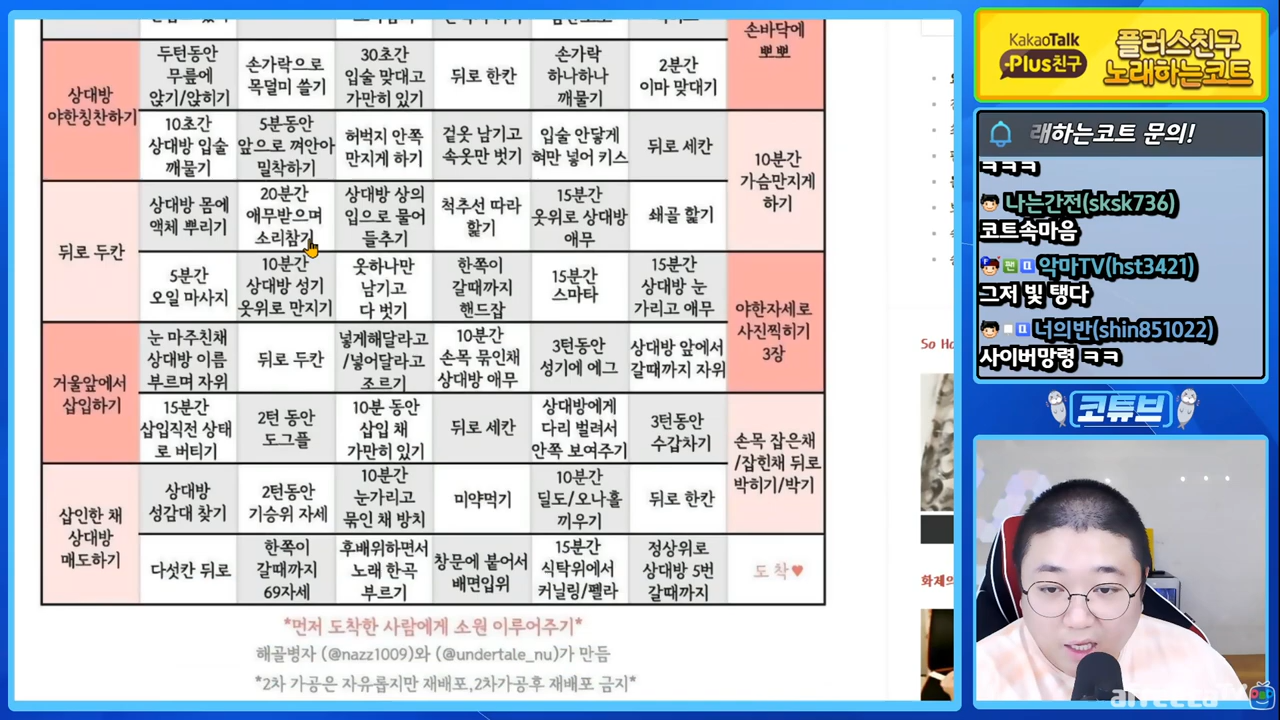 손바닥에
뽀뽀
상대방
야한칭찬하기
두턴동안
무릎에
앉기/앉히기
손가락으로
목덜미 쓸기
30초간
입술 맞대고
가만히 있기
뒤로 한칸
손가락
하나하나
깨물기
2분간
이마 맞대기
10초간
상대방 입술
깨물기
5분동안
앞으로 껴안아
밀착하기
허벅지 안쪽
만지게 하기
겉옷 남기고
속옷만 벗기
입술 안닿게
혀만 넣어 키스
뒤로 세칸
10분간
가슴만지게
하기
뒤로 두칸
상대방 몸에
액체 뿌리기
20분간
애무받으며
소리참기
상대방 상의
입으로 물어
들추기
척추선 따라
핥기
15분간
옷위로 상대방
애무
쇄골 핥기
5분간
오일 마사지
10분간
상대방 성기
옷위로 만지기
옷하나만
남기고
다 벗기
한쪽이
갈때까지
핸드잡
15분간
스마타
15분간
상대방 눈
가리고 애무
야한자세로
사진찍히기
3장
거울앞에서
삽입하기
눈 마주친채
상대방 이름
부르며 자위
뒤로 두칸
넣게해달라고
/넣어달라고
조르기
10분간
손목 묶인채
상대방 애무
3턴동안
성기에 에그
상대방 앞에서
갈때까지 자위
15분간
삽입직전 상태
로 버티기
2턴 동안
도그플
10분 동안
삽입 채
가만히 있기
뒤로 세칸
상대방에게
다리 벌려서
안쪽 보여주기
3턴동안
수갑차기
손목 잡은채
/잡힌채 뒤로
박히기/박기
삽인한 채
상대방
매도하기
상대방
성감대 찾기
2턴동안
기승위 자세
10분간
눈가리고
묶인 채 방치
미약먹기
10분간
딜도/오나홀
끼우기
뒤로 한칸
다섯칸 뒤로
한쪽이
갈때까지
69자세
후배위하면서
노래 한곡
부르기
창문에 붙어서
배면입위
15분간
식탁위에서
커닐링/펠라
정상위로
상대방 5번
갈때까지
도 착♥
*먼저 도착한 사람에게 소원 이루어주기*
해골병자 (@nazz1009)와 (@undertale_nu)가 만듬
*2차 가공은 자유롭지만 재배포,2차가공후 재배포 금지*
So Ho
화제의
KakaoTalk
Plus친구
플러스친구
노래하는코트
래하는코트 문의!
ㅋㅋㅋ
나는간전(sksk736)
코트속마음
팬 악마TV(hst3421)
그저 빛 탱다
너의반(shin851022)
사이버망령 ㅋㅋ
코튜브